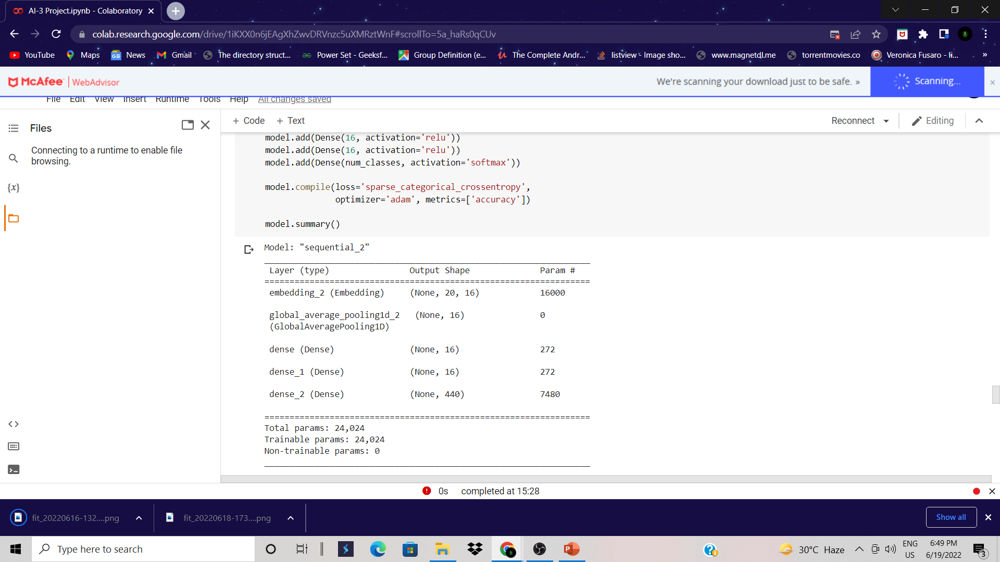 AI-3 Project.ipynb - Colaboratory
colab.research.google.com/drive/1iKXX0n6jEAgXhZwvDRVnzc5uXMRztWnF#scrollTo=5a_haRs0qCUv
YouTube Maps News Gmail The directory struct... Power Set - Geeksf... Group Definition (e... The Complete Andr... listview - Image sho... www.magnetdl.me torrentmovies.co Veronica Fusaro - li... »
McAfee | WebAdvisor We're scanning your download just to be safe. » Scanning...
File Edit View Insert Runtime Tools Help All changes saved
Files
Connecting to a runtime to enable file
browsing.
{x}
+ Code + Text Reconnect Editing
model.add(Dense(16, activation='relu'))
model.add(Dense(16, activation='relu'))
model.add(Dense(num_classes, activation='softmax'))
model.compile(loss='sparse_categorical_crossentropy',
optimizer='adam', metrics=['accuracy'])
model.summary()
Model: "sequential_2"
Layer (type) Output Shape Param #
=================================================================
embedding_2 (Embedding) (None, 20, 16) 16000
global_average_pooling1d_2 (None, 16) 0
(GlobalAveragePooling1D)
dense (Dense) (None, 16) 272
dense_1 (Dense) (None, 16) 272
dense_2 (Dense) (None, 440) 7480
=================================================================
Total params: 24,024
Trainable params: 24,024
Non-trainable params: 0
0s completed at 15:28
fit_20220616-132....png fit_20220618-173....png Show all
Type here to search 30°C Haze ENG US 6:49 PM 6/19/2022 3